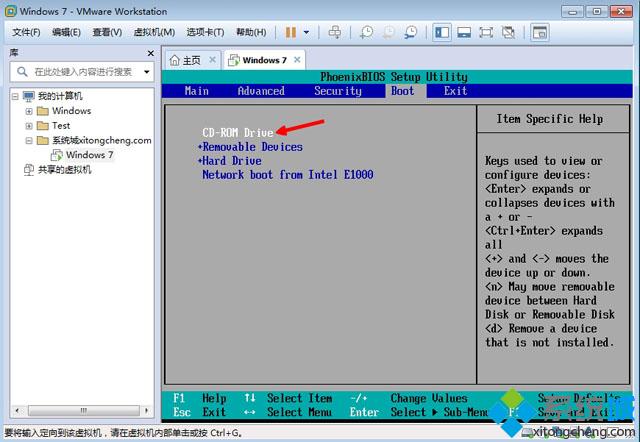 Windows 7 - VMware Workstation
文件(F) 编辑(E) 查看(V) 虚拟机(M) 选项卡(T) 帮助(H)
库
在此处键入内容进行搜索
我的计算机
Windows
Test
系统城xitongcheng.com
Windows 7
共享的虚拟机
主页
Windows 7
PhoenixBIOS Setup Utility
Main Advanced Security Boot Exit
CD-ROM Drive
+Removable Devices
+Hard Drive
Network boot from Intel E1000
Item Specific Help
Keys used to view or
configure devices:
<Enter> expands or
collapses devices with
a + or -
<Ctrl+Enter> expands
all
<+> and <-> moves the
device up or down.
<n> May move removable
device between Hard
Disk or Removable Disk
<d> Remove a device
that is not installed.
F1 Help ↑↓ Select Item -/+ Change Values
Esc Exit ↔ Select Menu Enter Select ▶ Sub-Menu
要将输入定向到该虚拟机，请在虚拟机内部单击或按 Ctrl+G。
xitongcheng.com